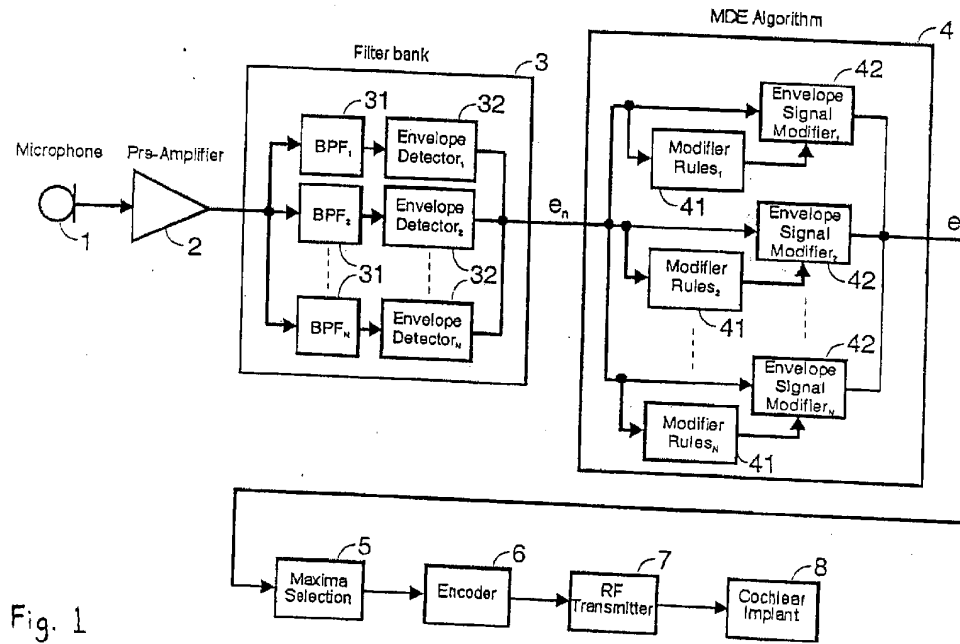 MDE Algorithm
4
Filter bank
3
42
31
32
Envelope
Signal
Modifier₁
Microphone
Pre-Amplifier
BPF₁
Envelope
Detector₁
Modifier
Rules₁
41
1
2
BPF₂
Envelope
Detector₂
eₙ
Envelope
Signal
Modifier₂
e
31
32
42
Modifier
Rules₂
41
BPFN
Envelope
DetectorN
42
Envelope
Signal
ModifierN
Modifier
RulesN
41
5
6
7
8
Maxima
Selection
Encoder
RF
Transmitter
Cochlear
Implant
Fig. 1